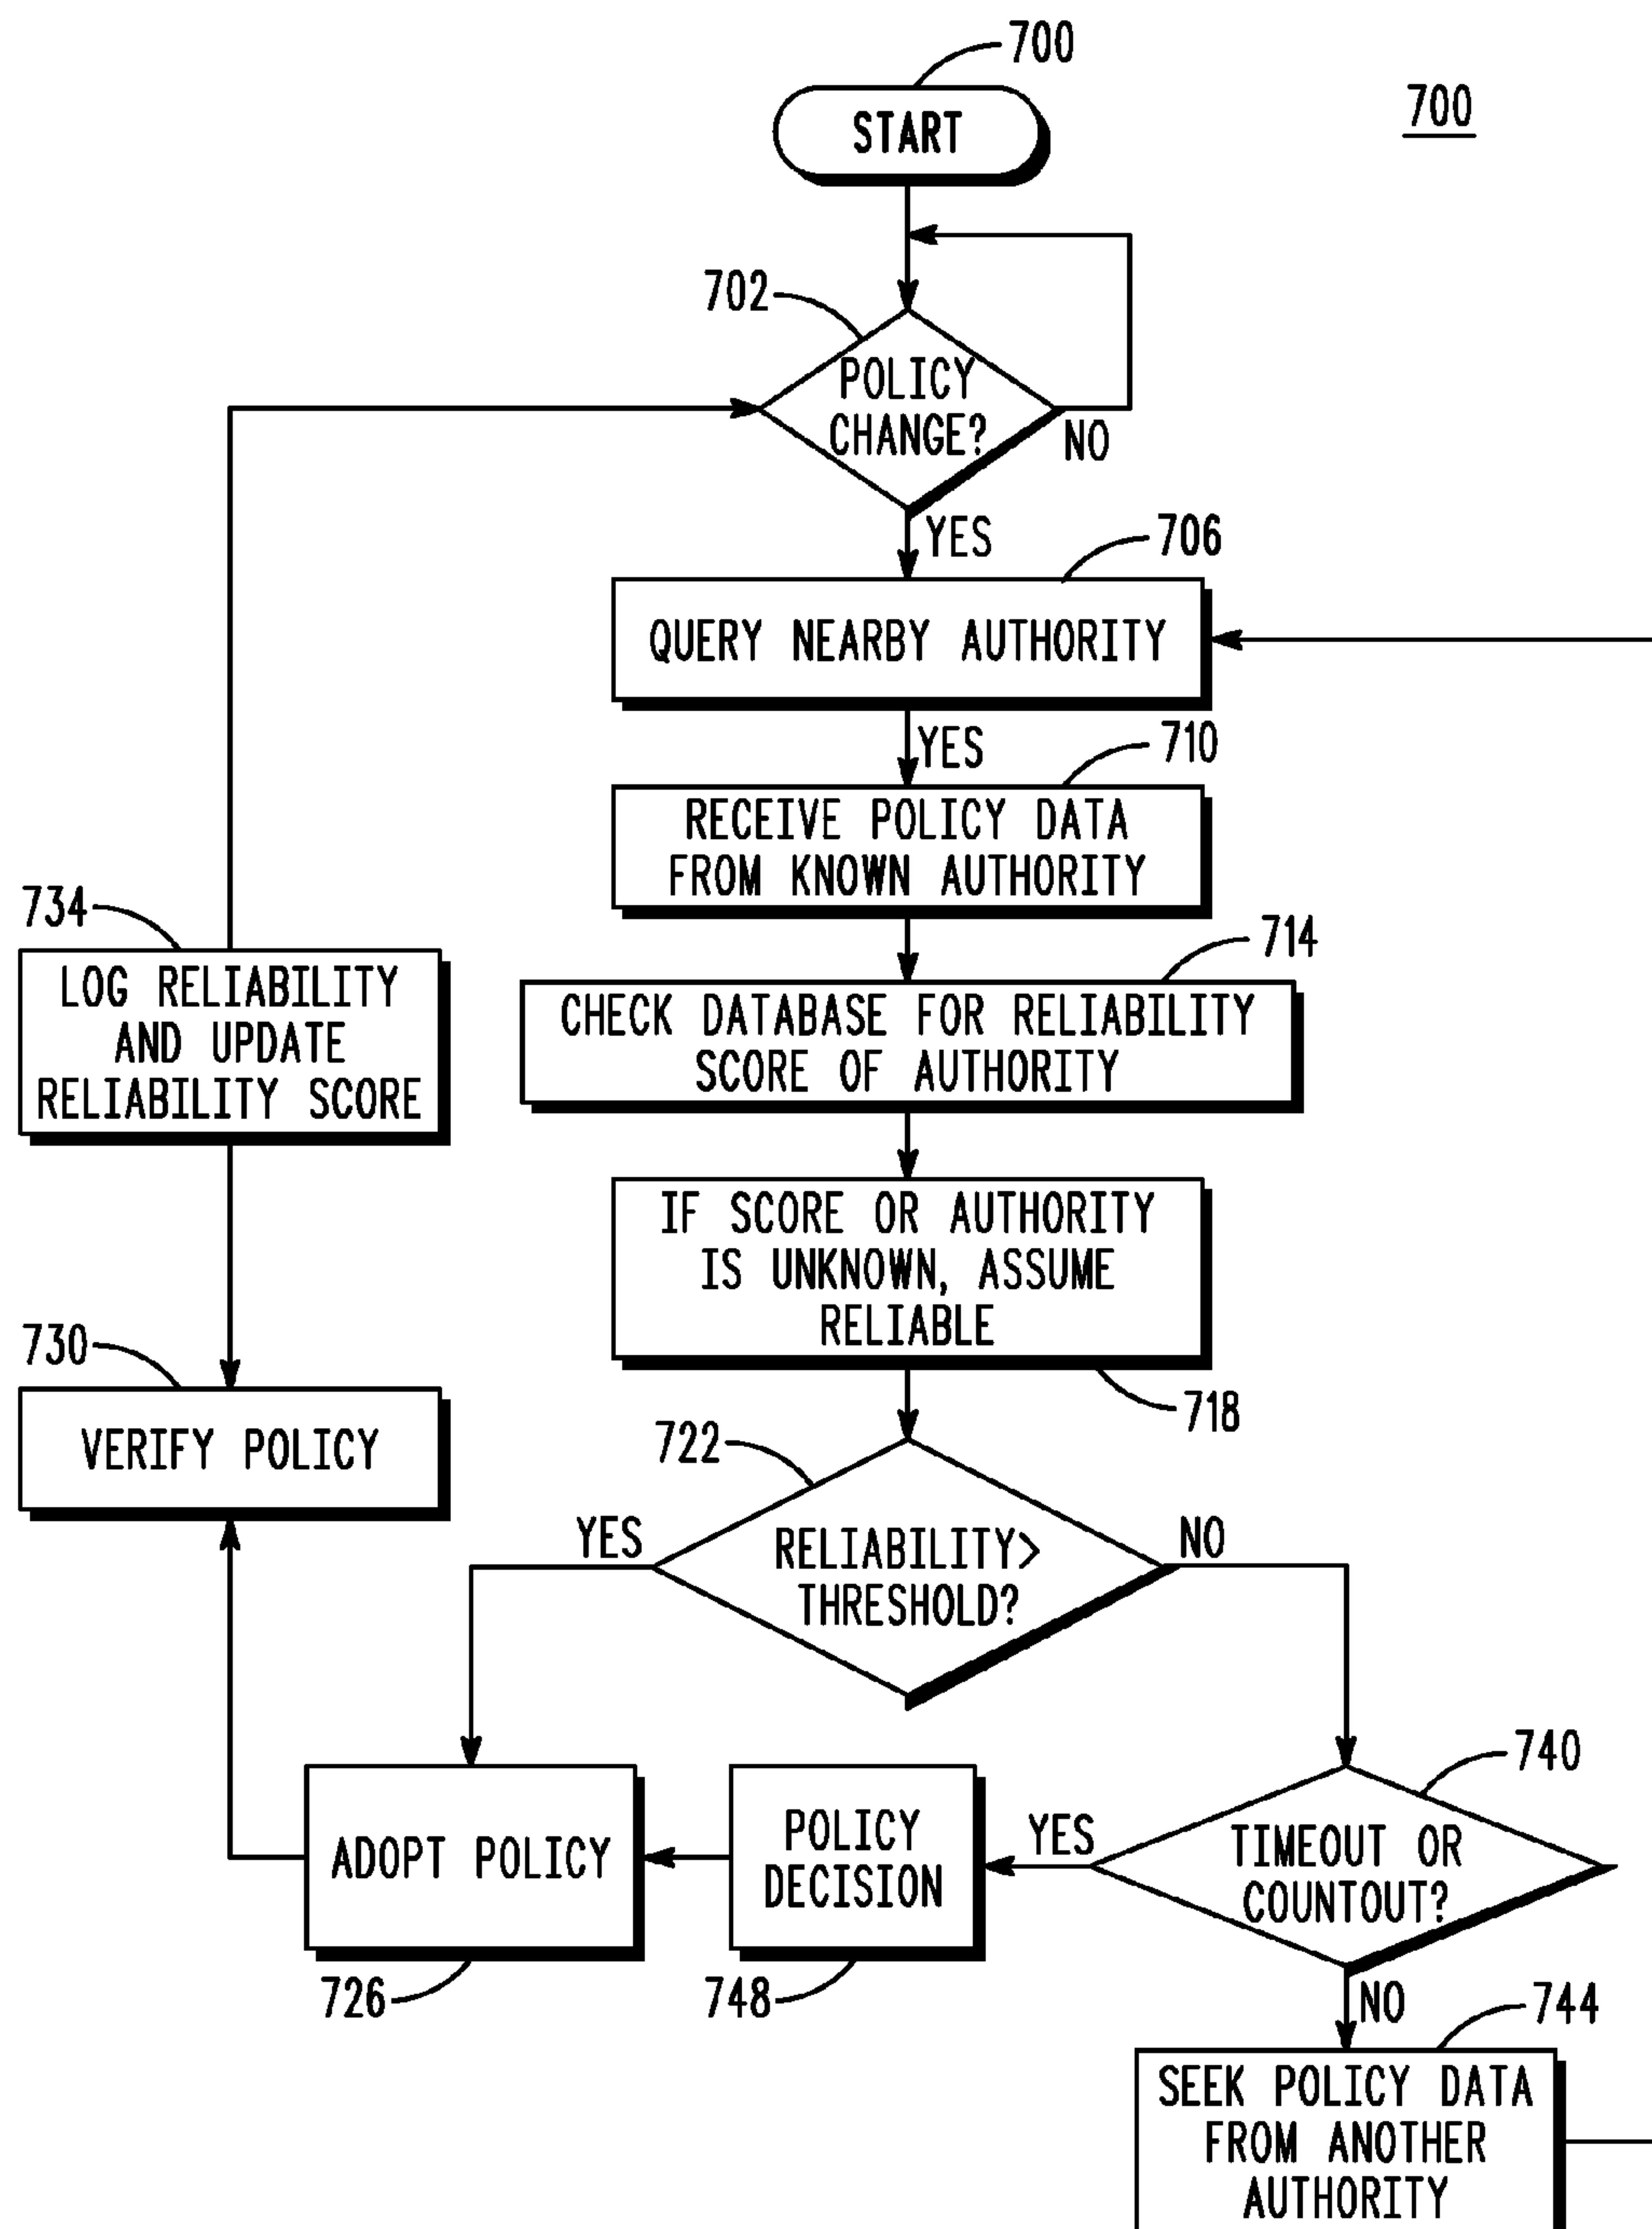 700
700
START
702
POLICY
CHANGE?
NO
YES
706
QUERY NEARBY AUTHORITY
YES
710
RECEIVE POLICY DATA
FROM KNOWN AUTHORITY
714
CHECK DATABASE FOR RELIABILITY
SCORE OF AUTHORITY
734
LOG RELIABILITY
AND UPDATE
RELIABILITY SCORE
IF SCORE OR AUTHORITY
IS UNKNOWN, ASSUME
RELIABLE
718
730
VERIFY POLICY
722
YES
RELIABILITY>
THRESHOLD?
NO
740
TIMEOUT OR
COUNTOUT?
YES
POLICY
DECISION
748
ADOPT POLICY
726
NO
744
SEEK POLICY DATA
FROM ANOTHER
AUTHORITY